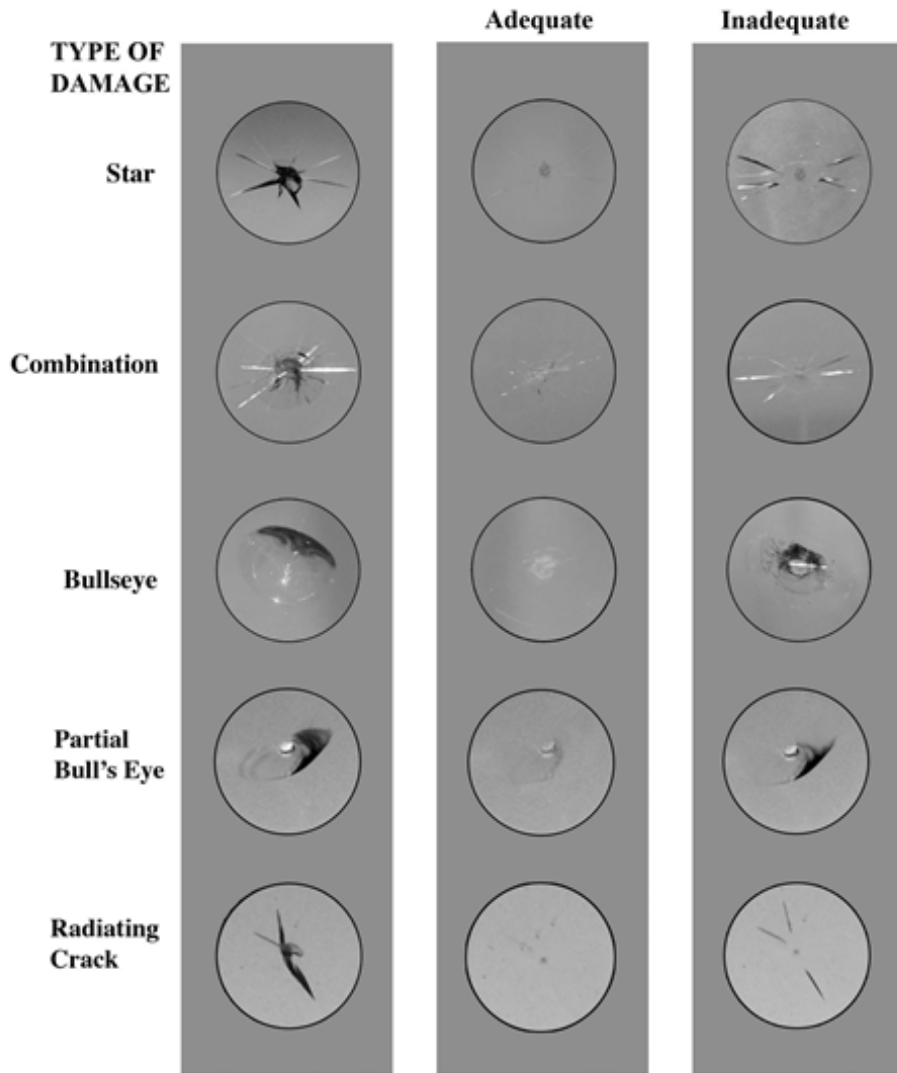 Adequate
Inadequate
TYPE OF
DAMAGE
Star
Combination
Bullseye
Partial
Bull's Eye
Radiating
Crack